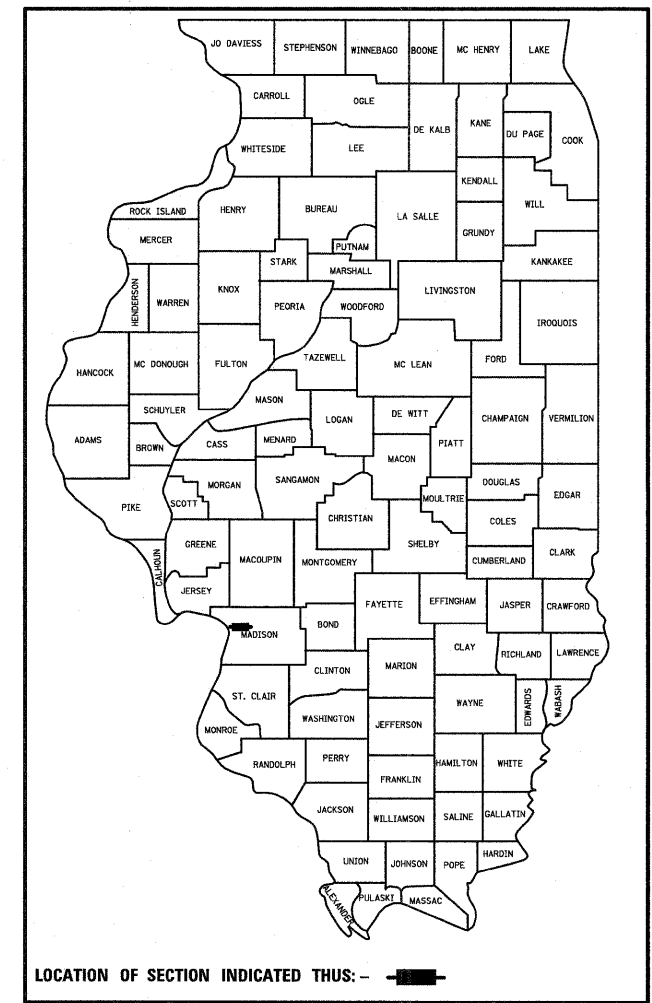 JO DAVIESS STEPHENSON WINNEBAGO BOONE MC HENRY LAKE
CARROLL OGLE DE KALB KANE DU PAGE COOK
WHITESIDE LEE
KENDALL
ROCK ISLAND HENRY BUREAU LA SALLE WILL
MERCER PUTNAM GRUNDY
STARK MARSHALL KANKAKEE
HENDERSON WARREN KNOX PEORIA WOODFORD LIVINGSTON IROQUOIS
HANCOCK MC DONOUGH FULTON TAZEWELL MC LEAN FORD
MASON
SCHUYLER LOGAN DE WITT CHAMPAIGN VERMILION
ADAMS BROWN CASS MENARD MACON PIATT
MORGAN SANGAMON DOUGLAS
PIKE SCOTT CHRISTIAN MOULTRIE COLES EDGAR
GREENE MACOUPIN MONTGOMERY SHELBY CUMBERLAND CLARK
CALHOUN JERSEY FAYETTE EFFINGHAM JASPER CRAWFORD
MADISON BOND
CLAY RICHLAND LAWRENCE
CLINTON MARION
ST. CLAIR WAYNE EDWARDS WABASH
MONROE WASHINGTON JEFFERSON
RANDOLPH PERRY HAMILTON WHITE
FRANKLIN
JACKSON WILLIAMSON SALINE GALLATIN
UNION JOHNSON POPE HARDIN
ALEXANDER PULASKI MASSAC
LOCATION OF SECTION INDICATED THUS: -